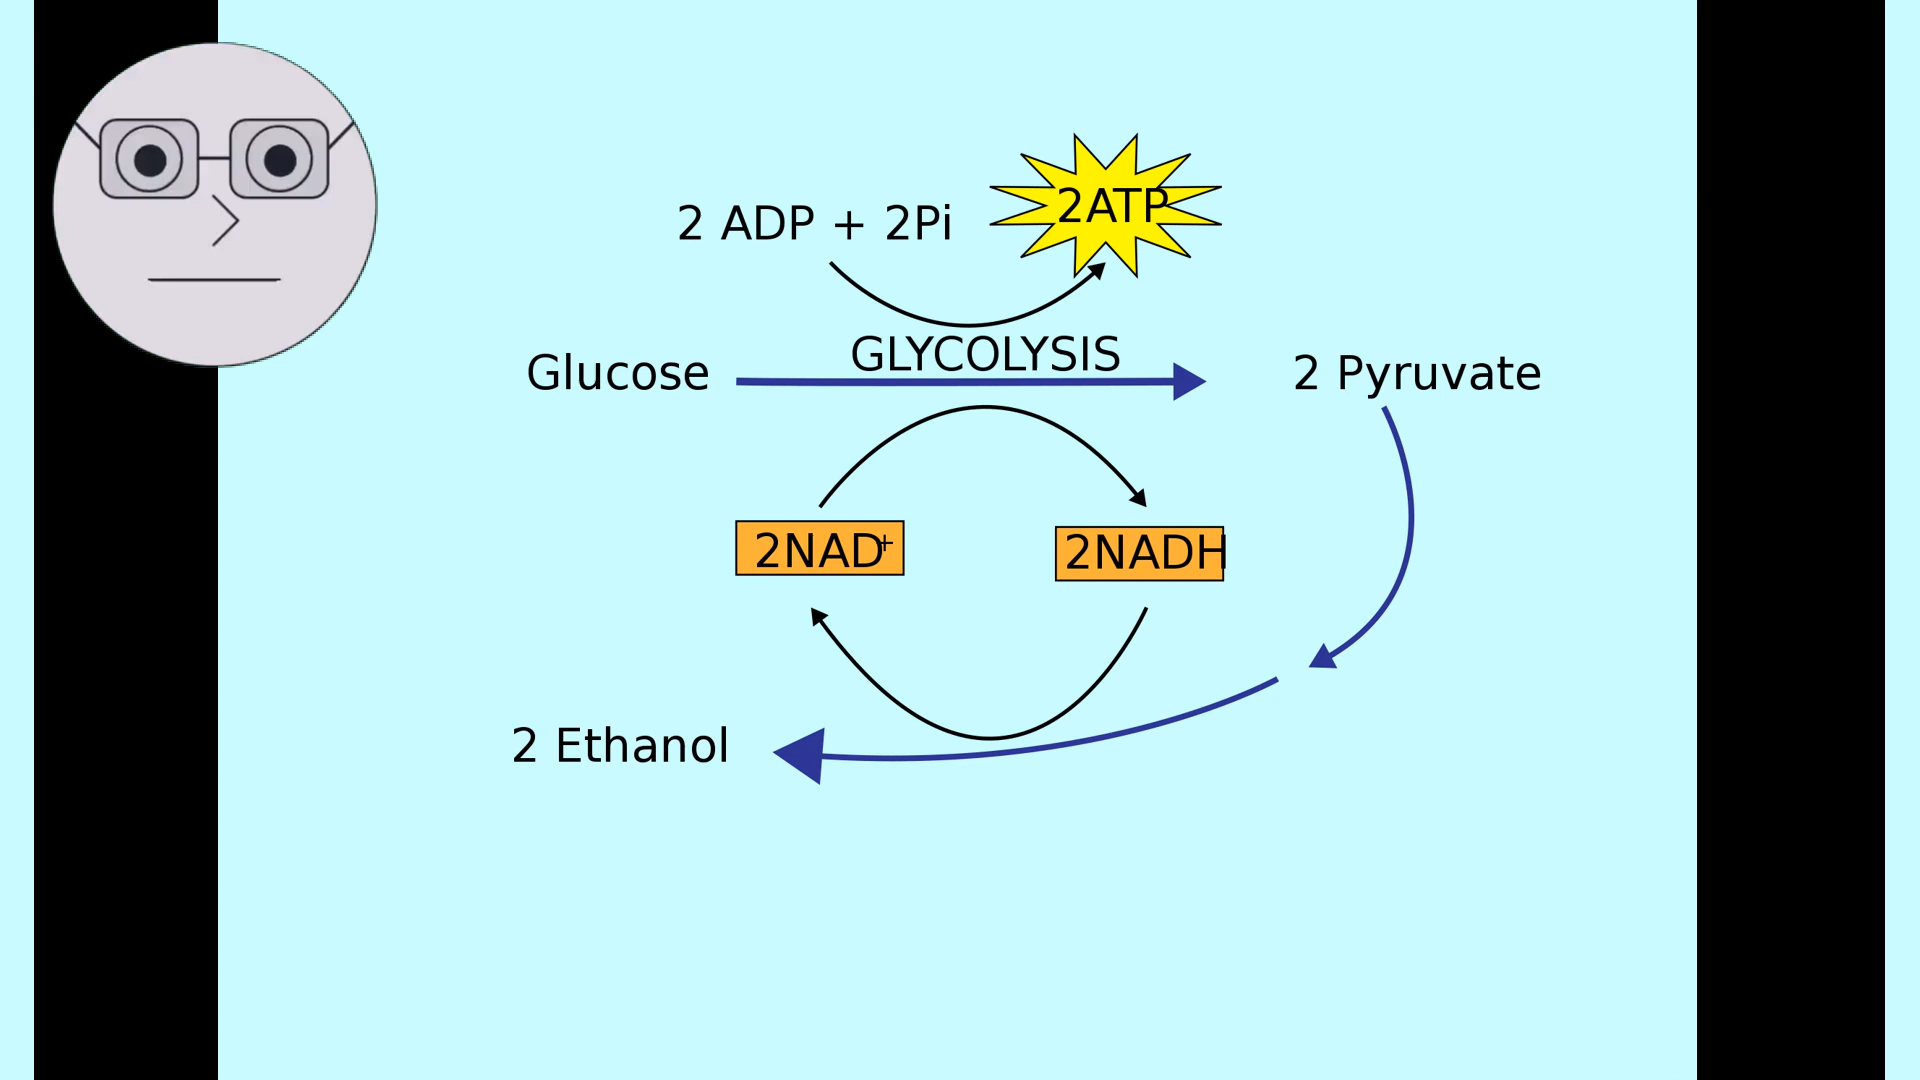 2 ADP + 2Pi
2ATP
GLYCOLYSIS
Glucose
2 Pyruvate
2NAD+
2NADH
2 Ethanol